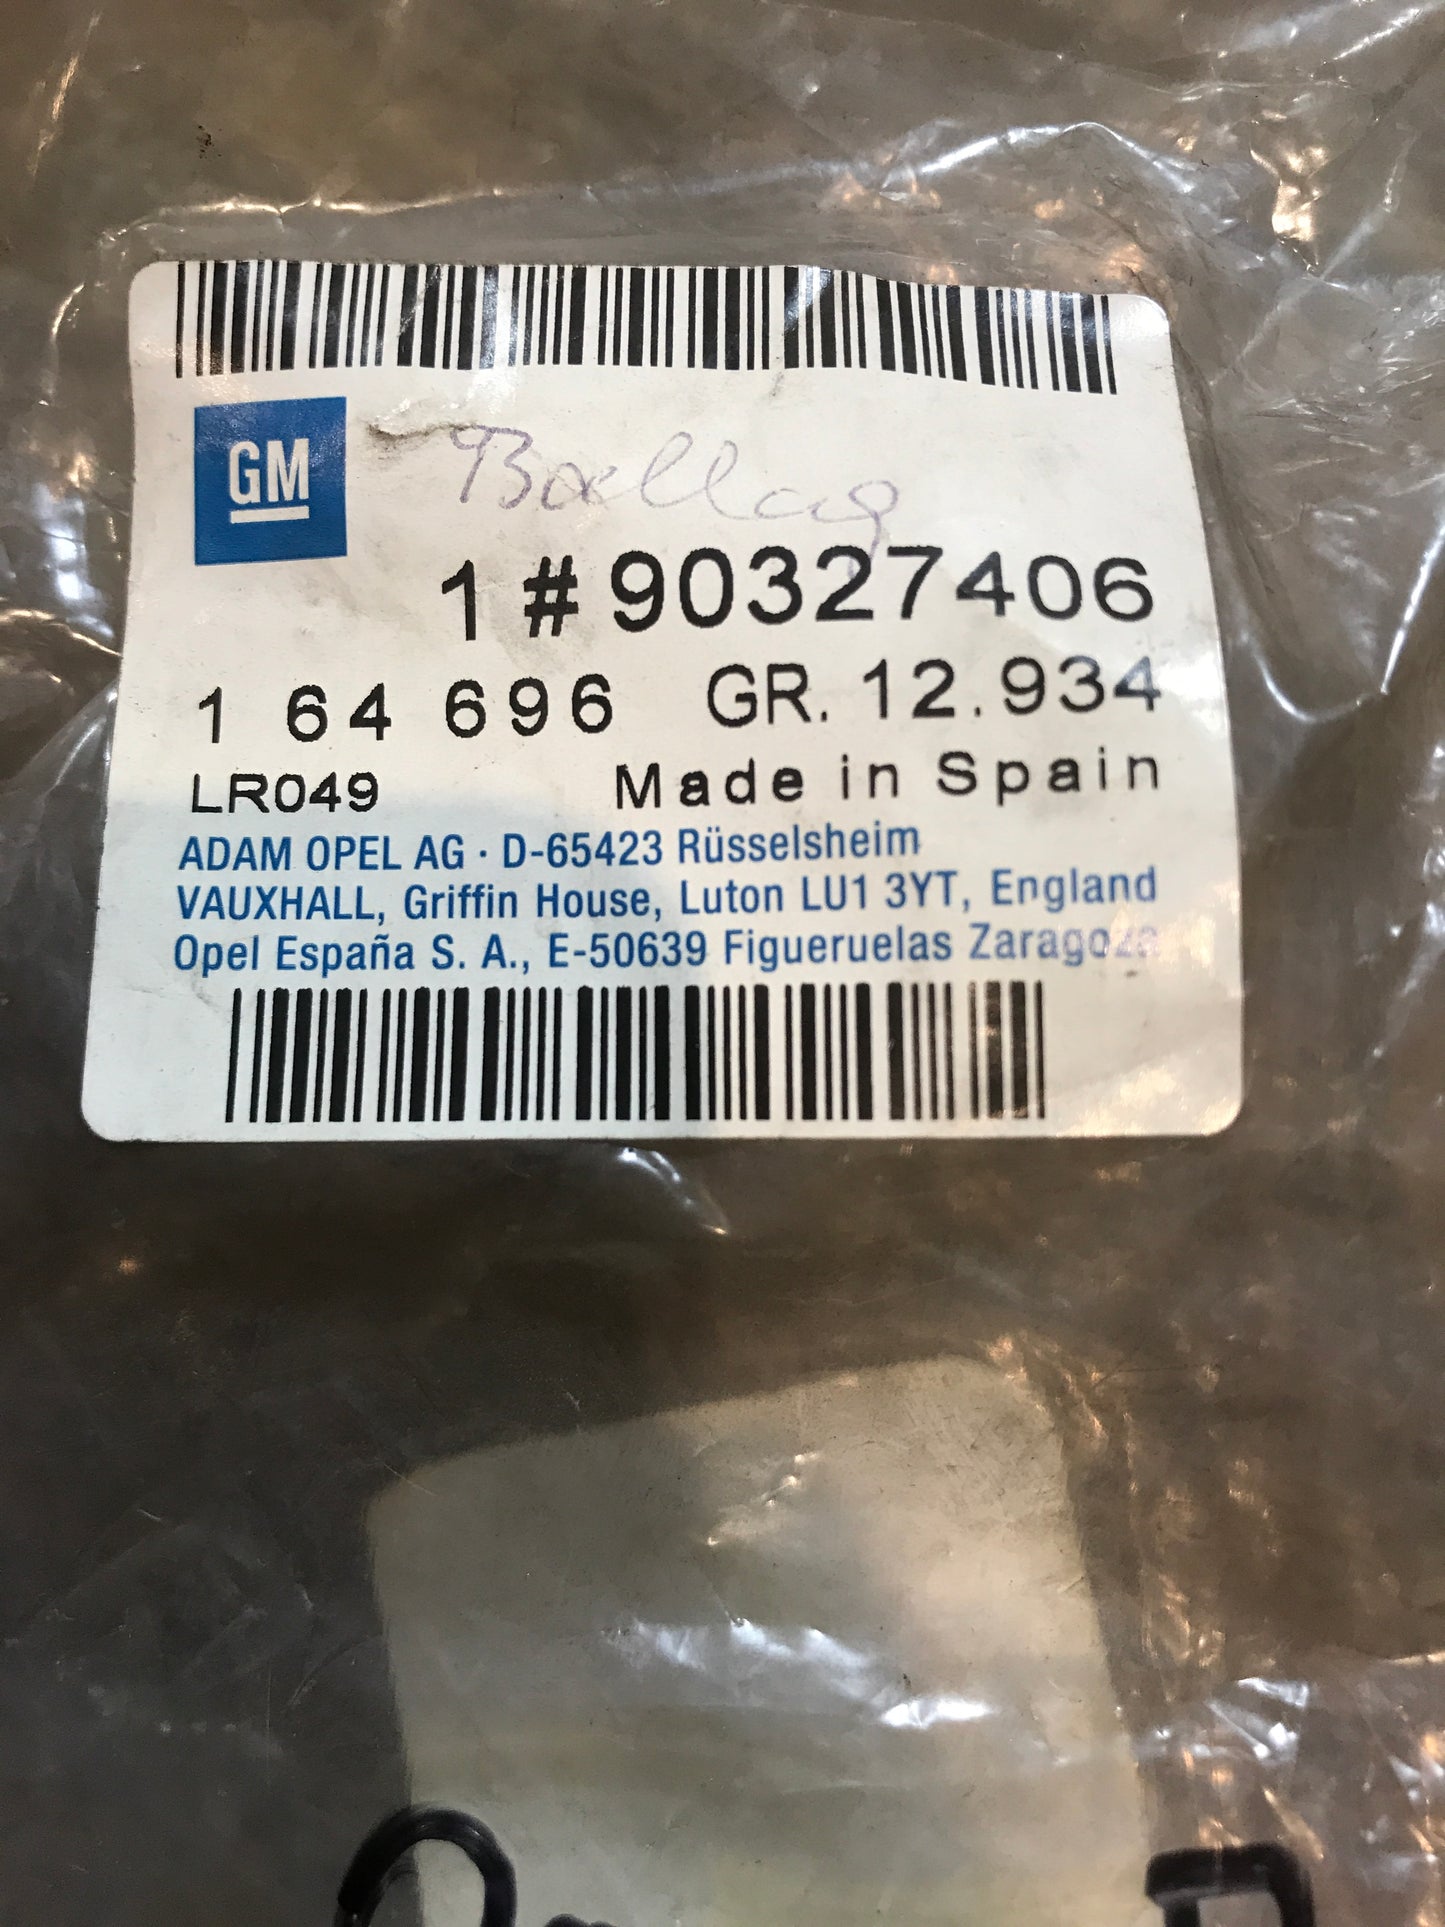 GM
1 # 90327406
1 64 696 GR. 12.934
LR049 Made in Spain
ADAM OPEL AG · D-65423 Rüsselsheim
VAUXHALL, Griffin House, Luton LU1 3YT, England
Opel España S. A., E-50639 Figueruelas Zaragoza